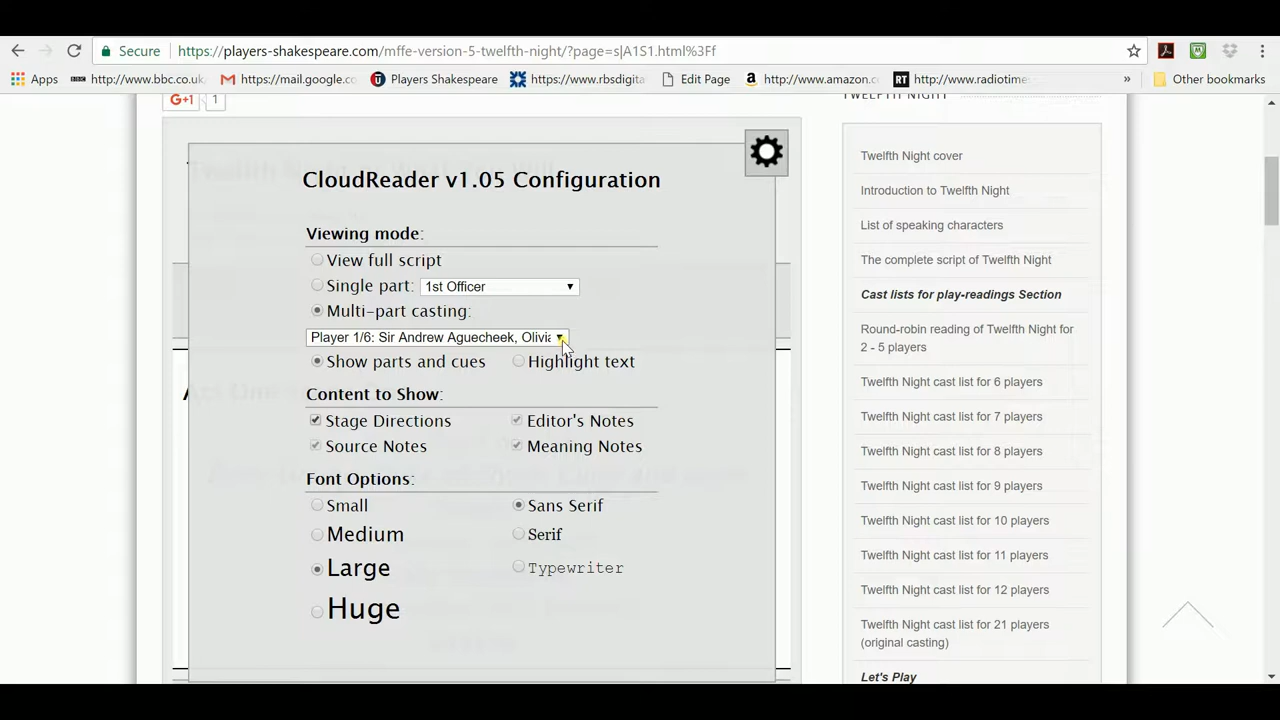 Secure
https://players-shakespeare.com/mffe-version-5-twelfth-night/?page=s|A1S1.html%3Ff
Apps
http://www.bbc.co.uk
https://mail.google.co
Players Shakespeare
https://www.rbsdigita
Edit Page
http://www.amazon.c
http://www.radiotime
»
Other bookmarks
G+1
1
TWELFTH NIGHT
CloudReader v1.05 Configuration
Viewing mode:
View full script
Single part: 1st Officer
Multi-part casting:
Player 1/6: Sir Andrew Aguecheek, Olivia
Show parts and cues
Highlight text
Content to Show:
Stage Directions
Editor's Notes
Source Notes
Meaning Notes
Font Options:
Small
Sans Serif
Medium
Serif
Large
Typewriter
Huge
Twelfth Night cover
Introduction to Twelfth Night
List of speaking characters
The complete script of Twelfth Night
Cast lists for play-readings Section
Round-robin reading of Twelfth Night for
2 - 5 players
Twelfth Night cast list for 6 players
Twelfth Night cast list for 7 players
Twelfth Night cast list for 8 players
Twelfth Night cast list for 9 players
Twelfth Night cast list for 10 players
Twelfth Night cast list for 11 players
Twelfth Night cast list for 12 players
Twelfth Night cast list for 21 players
(original casting)
Let's Play